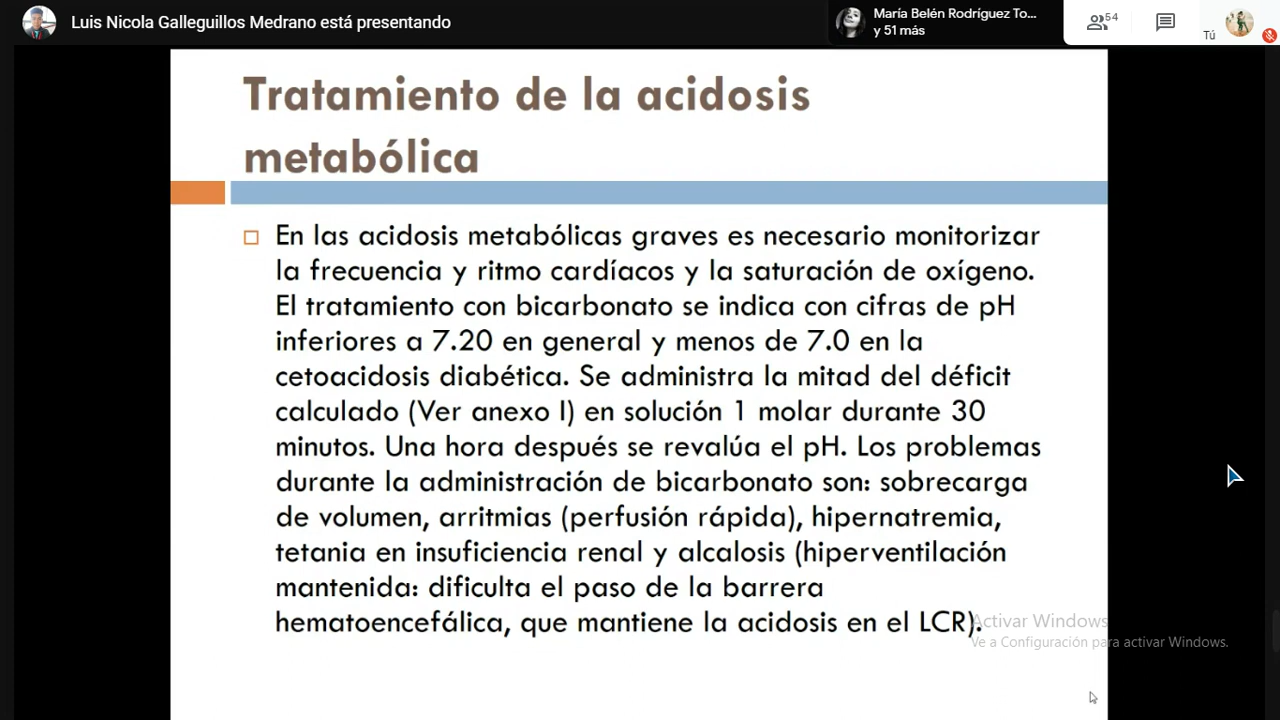 Luis Nicola Galleguillos Medrano está presentando
María Belén Rodríguez To...
y 51 más
54
Tú
Tratamiento de la acidosis
metabólica
En las acidosis metabólicas graves es necesario monitorizar
la frecuencia y ritmo cardíacos y la saturación de oxígeno.
El tratamiento con bicarbonato se indica con cifras de pH
inferiores a 7.20 en general y menos de 7.0 en la
cetoacidosis diabética. Se administra la mitad del déficit
calculado (Ver anexo I) en solución 1 molar durante 30
minutos. Una hora después se revalúa el pH. Los problemas
durante la administración de bicarbonato son: sobrecarga
de volumen, arritmias (perfusión rápida), hipernatremia,
tetania en insuficiencia renal y alcalosis (hiperventilación
mantenida: dificulta el paso de la barrera
hematoencefálica, que mantiene la acidosis en el LCR).
Activar Windows
Ve a Configuración para activar Windows.